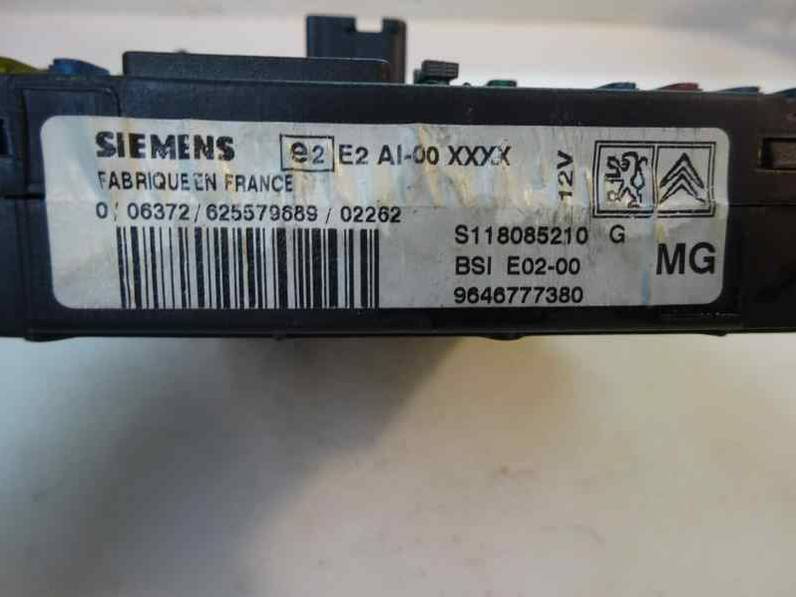 SIEMENS e2 E2 AI-00 XXXX
FABRIQUE EN FRANCE
12V
0/06372/625579689/02262
S118085210 G
BSI E02-00 MG
9646777380